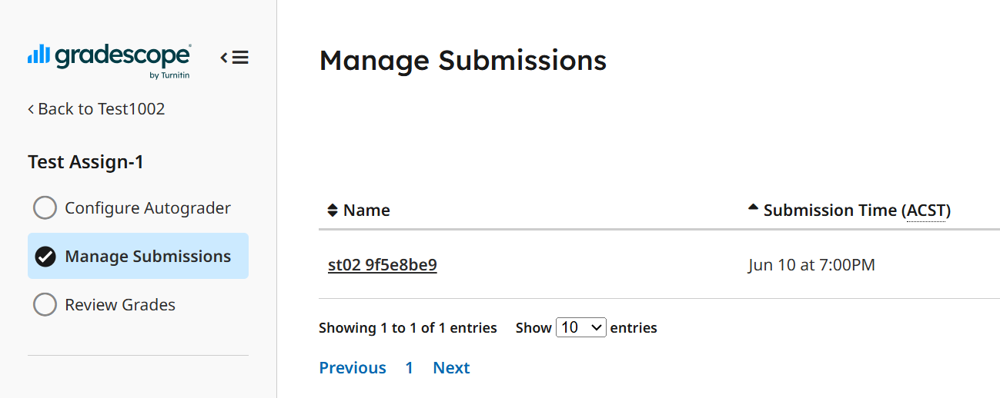 gradescope
by Turnitin
Back to Test1002
Test Assign-1
Configure Autograder
Manage Submissions
Review Grades
Manage Submissions
Name Submission Time (ACST)
st02 9f5e8be9 Jun 10 at 7:00PM
Showing 1 to 1 of 1 entries Show 10 entries
Previous 1 Next